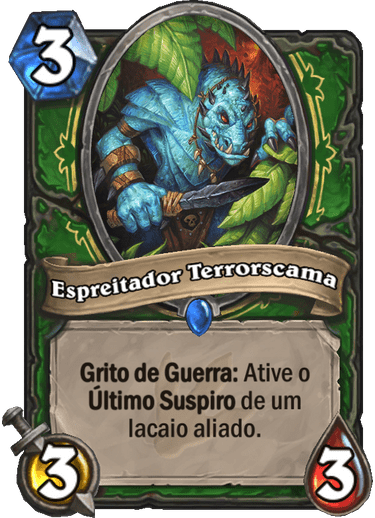 3
Espreitador Terrorscama
Grito de Guerra: Ative o
Último Suspiro de um
lacaio aliado.
3
3